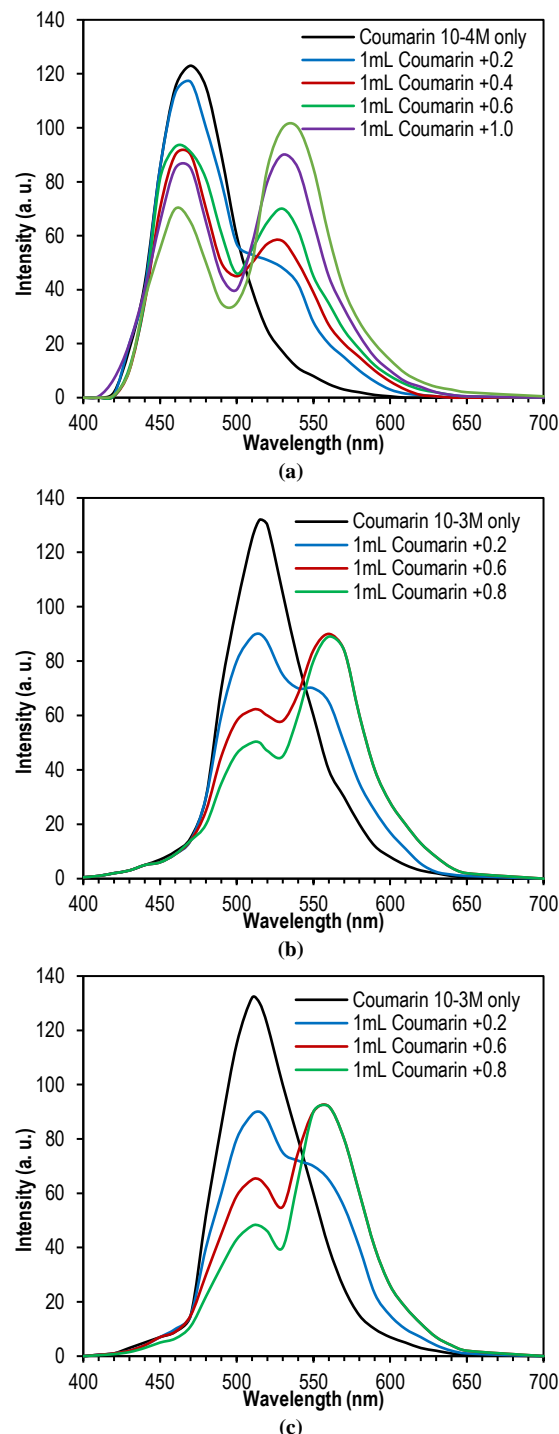 140
120
100
80
60
40
20
0
Intensity (a. u.)
Coumarin 10-4M only
1mL Coumarin +0.2
1mL Coumarin +0.4
1mL Coumarin +0.6
1mL Coumarin +1.0
400 450 500 550 600 650 700
Wavelength (nm)
(a)
140
120
100
80
60
40
20
0
Intensity (a. u.)
Coumarin 10-3M only
1mL Coumarin +0.2
1mL Coumarin +0.6
1mL Coumarin +0.8
400 450 500 550 600 650 700
Wavelength (nm)
(b)
140
120
100
80
60
40
20
0
Intensity (a. u.)
Coumarin 10-3M only
1mL Coumarin +0.2
1mL Coumarin +0.6
1mL Coumarin +0.8
400 450 500 550 600 650 700
Wavelength (nm)
(c)